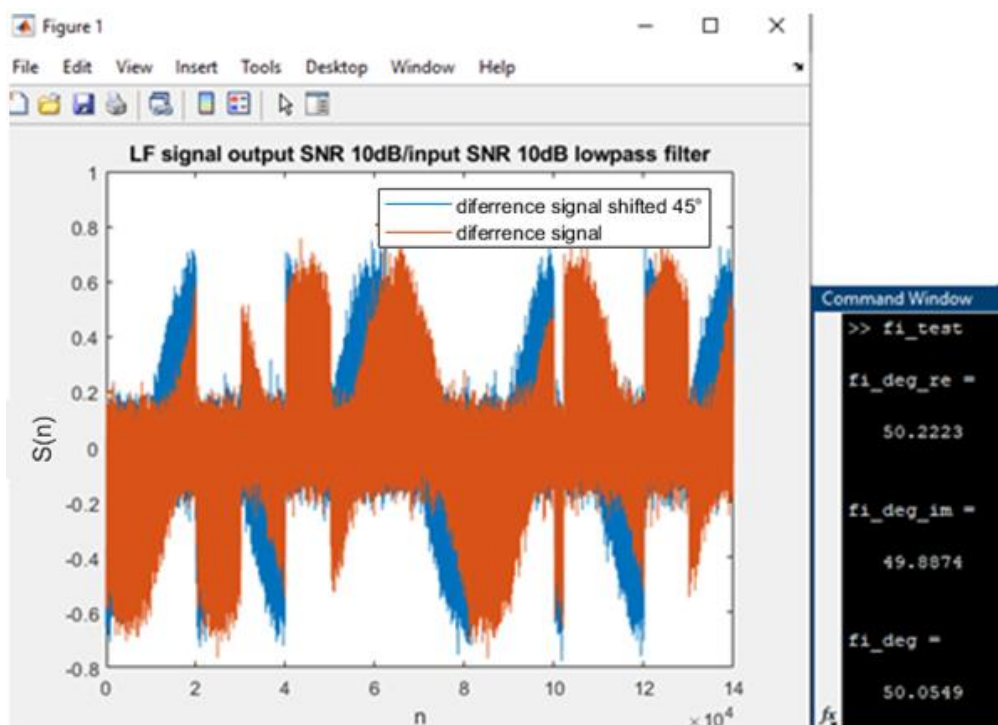 Figure 1
File Edit View Insert Tools Desktop Window Help
LF signal output SNR 10dB/input SNR 10dB lowpass filter
diferrence signal shifted 45°
diferrence signal
1
0.8
0.6
0.4
0.2
0
-0.2
-0.4
-0.6
-0.8
S(n)
0 2 4 6 8 10 12 14
n
× 10⁴
Command Window
>> fi_test
fi_deg_re =
50.2223
fi_deg_im =
49.8874
fi_deg =
50.0549
fx